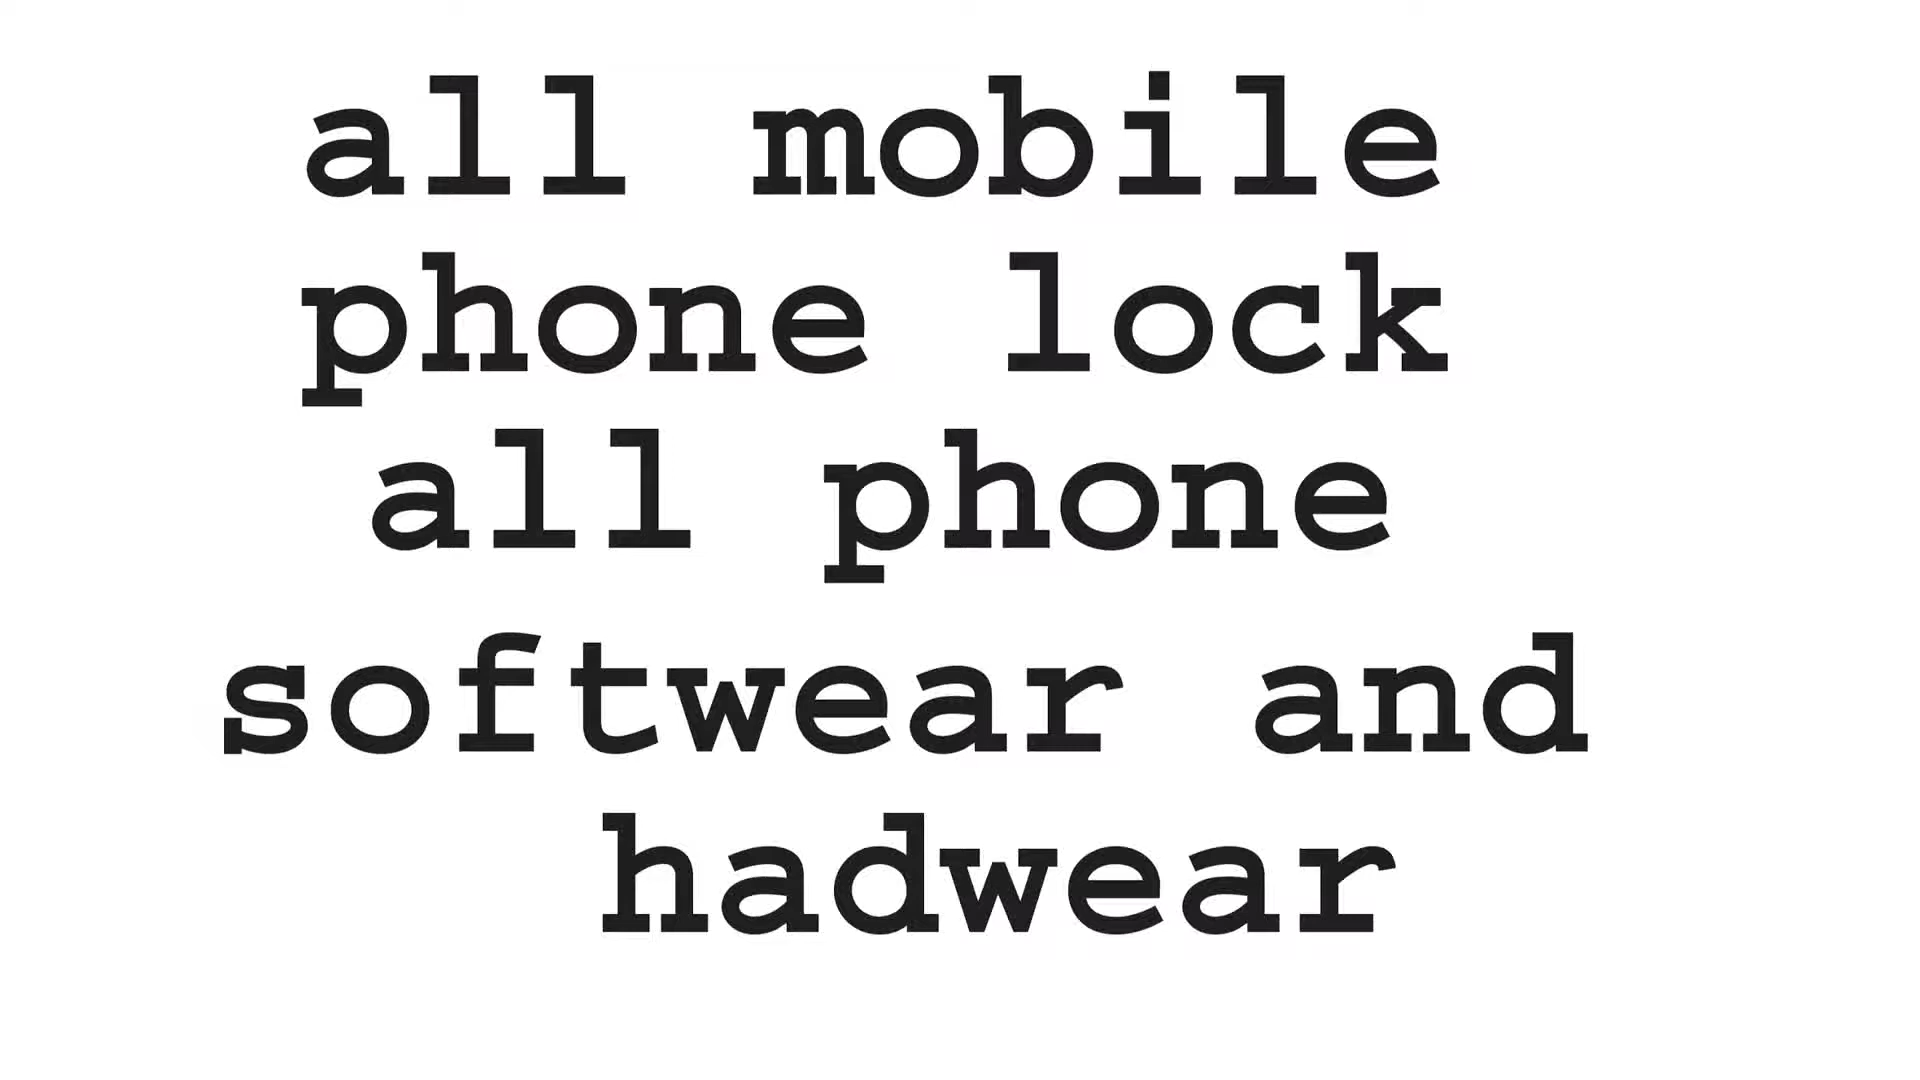 all mobile
phone lock
all phone
softwear and
hadwear